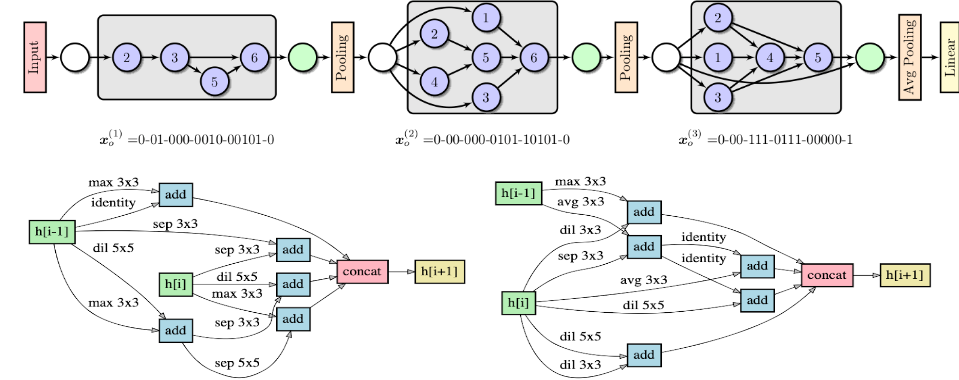 Input
2
3
5
6
Pooling
1
2
5
6
4
3
Pooling
2
1
4
5
3
Avg Pooling
Linear
x_o^(1) =0-01-000-0010-00101-0
x_o^(2) =0-00-000-0101-10101-0
x_o^(3) =0-00-111-0111-00000-1
max 3x3
identity
add
h[i-1]
sep 3x3
dil 5x5
sep 3x3
add
h[i]
dil 5x5
add
concat
h[i+1]
max 3x3
max 3x3
add
sep 3x3
add
sep 5x5
h[i-1]
max 3x3
avg 3x3
add
dil 3x3
sep 3x3
add
identity
identity
add
concat
h[i+1]
avg 3x3
h[i]
dil 5x5
add
dil 5x5
add
dil 3x3